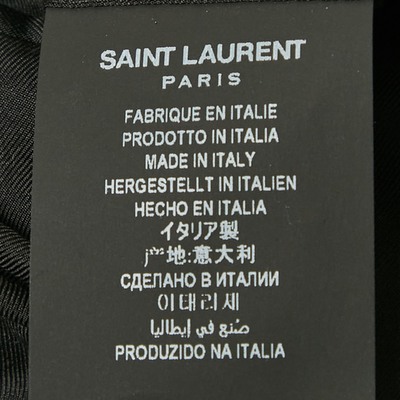 SAINT LAURENT
PARIS
FABRIQUE EN ITALIE
PRODOTTO IN ITALIA
MADE IN ITALY
HERGESTELLT IN ITALIEN
HECHO EN ITALIA
イタリア製
产地:意大利
СДЕЛАНО В ИТАЛИИ
이태리제
صنع في إيطاليا
PRODUZIDO NA ITALIA